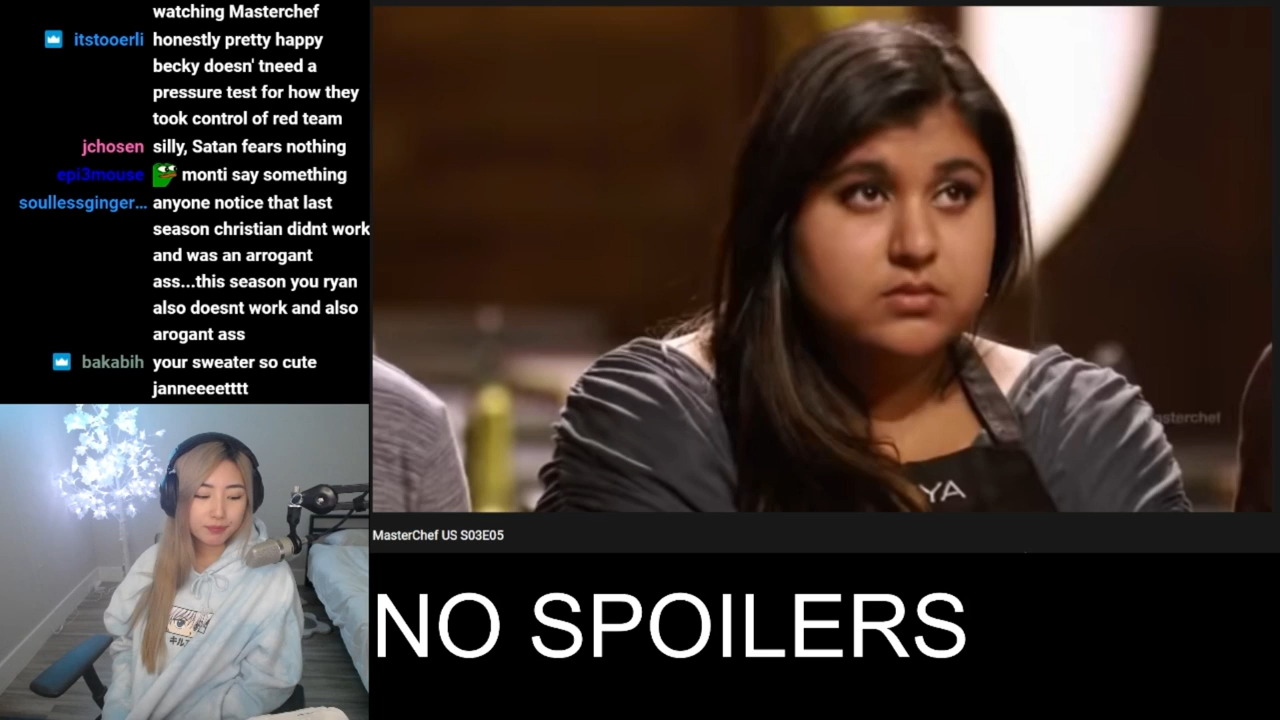 watching Masterchef
itstooerli honestly pretty happy
becky doesn' tneed a
pressure test for how they
took control of red team
jchosen silly, Satan fears nothing
epi3mouse monti say something
soullessginger... anyone notice that last
season christian didnt work
and was an arrogant
ass...this season you ryan
also doesnt work and also
arogant ass
bakabih your sweater so cute
janneeeetttt
YA
asterchef
MasterChef US S03E05
NO SPOILERS